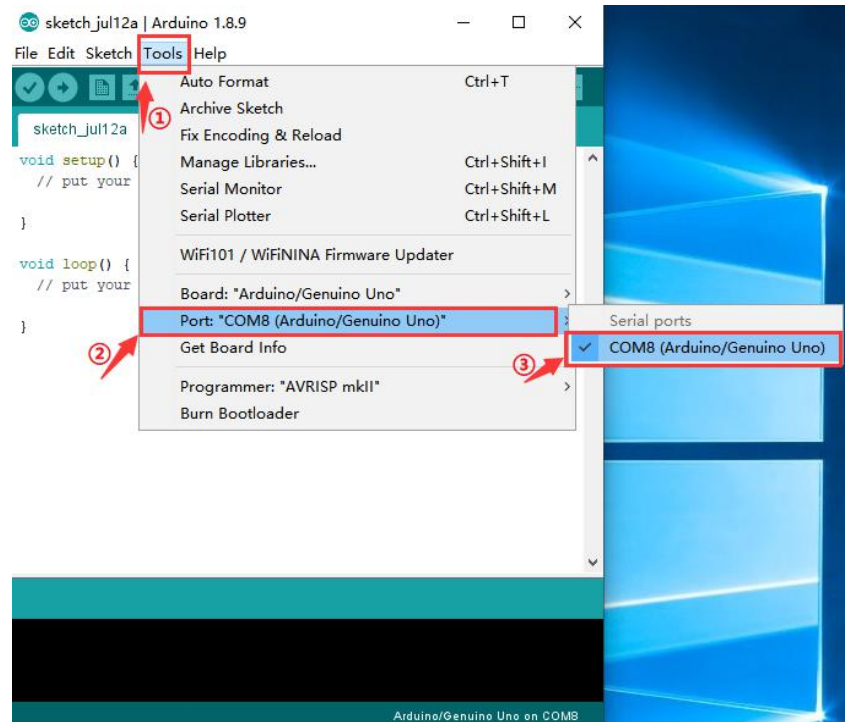 sketch_jul12a | Arduino 1.8.9
File Edit Sketch Tools Help
①
sketch_jul12a
void setup() {
// put your
}
void loop() {
// put your
}
Auto Format Ctrl+T
Archive Sketch
Fix Encoding & Reload
Manage Libraries... Ctrl+Shift+I
Serial Monitor Ctrl+Shift+M
Serial Plotter Ctrl+Shift+L
WiFi101 / WiFiNINA Firmware Updater
Board: "Arduino/Genuino Uno"
Port: "COM8 (Arduino/Genuino Uno)"
②
Get Board Info
Programmer: "AVRISP mkII"
Burn Bootloader
Serial ports
COM8 (Arduino/Genuino Uno)
③
Arduino/Genuino Uno on COM8